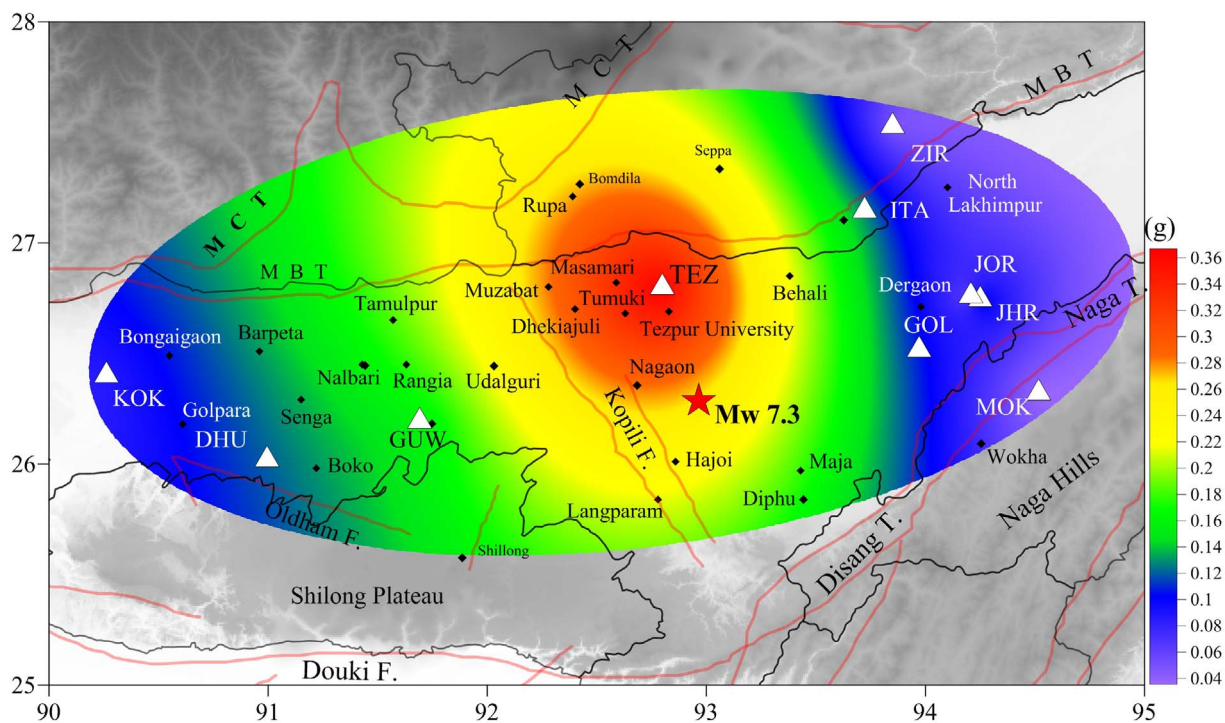 28
27
26
25
90
91
92
93
94
95
M C T
M B T
ZIR
Seppa
Bomdila
Rupa
North
Lakhimpur
ITA
M C T
(g)
0.36
0.34
0.32
0.30
0.28
0.26
0.24
0.22
0.2
0.18
0.16
0.14
0.12
0.1
0.08
0.06
0.04
M B T
Masamari
TEZ
JOR
Muzabat
Tumuki
Behali
Dergaon
Naga T.
Tamulpur
Dhekiajuli
Tezpur University
GOL
JHR
Bongaigaon
Barpeta
Nalbari
Rangia
Udalguri
Nagaon
KOK
Golpara
Senga
Mw 7.3
MOK
DHU
GUW
Kopili F.
Boko
Hajoi
Maja
Wokha
Langparam
Diphu
Naga Hills
Oldham F.
Shillong
Disang T.
Shilong Plateau
Douki F.